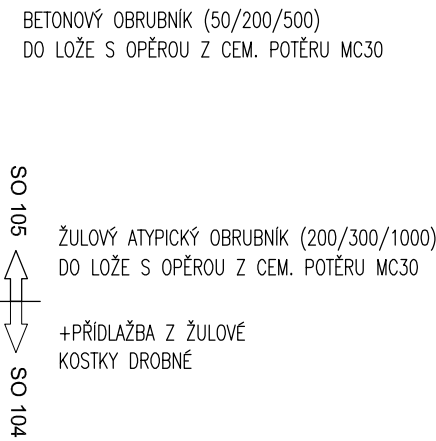 BETONOVÝ OBRUBNÍK (50/200/500)
DO LOŽE S OPĚROU Z CEM. POTĚRU MC30
SO 105
ŽULOVÝ ATYPICKÝ OBRUBNÍK (200/300/1000)
DO LOŽE S OPĚROU Z CEM. POTĚRU MC30
+PŘÍDLAŽBA Z ŽULOVÉ
KOSTKY DROBNÉ
SO 104